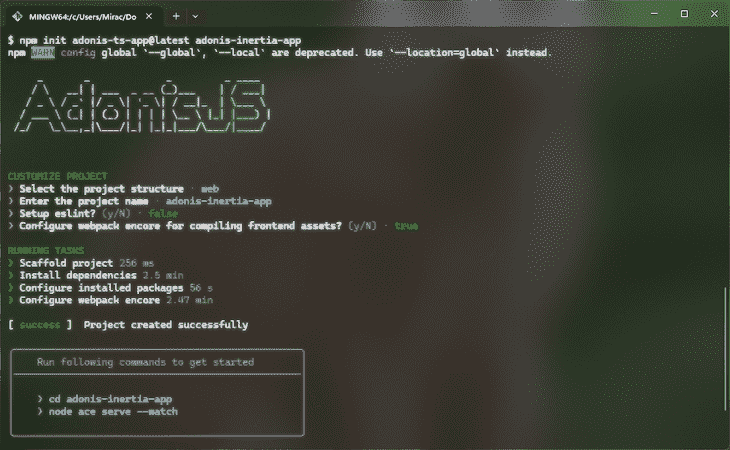 MINGW64:/c/Users/Mirac/Do
$ npm init adonis-ts-app@latest adonis-inertia-app
npm WARN config global `--global`, `--local` are deprecated. Use `--location=global` instead.
AdonisJS
CUSTOMIZE PROJECT
❯ Select the project structure · web
❯ Enter the project name · adonis-inertia-app
❯ Setup eslint? (y/N) · false
❯ Configure webpack encore for compiling frontend assets? (y/N) · true
RUNNING TASKS
❯ Scaffold project 256 ms
❯ Install dependencies 2.5 min
❯ Configure installed packages 56 s
❯ Configure webpack encore 2.47 min
[ success ]  Project created successfully
Run following commands to get started
❯ cd adonis-inertia-app
❯ node ace serve --watch